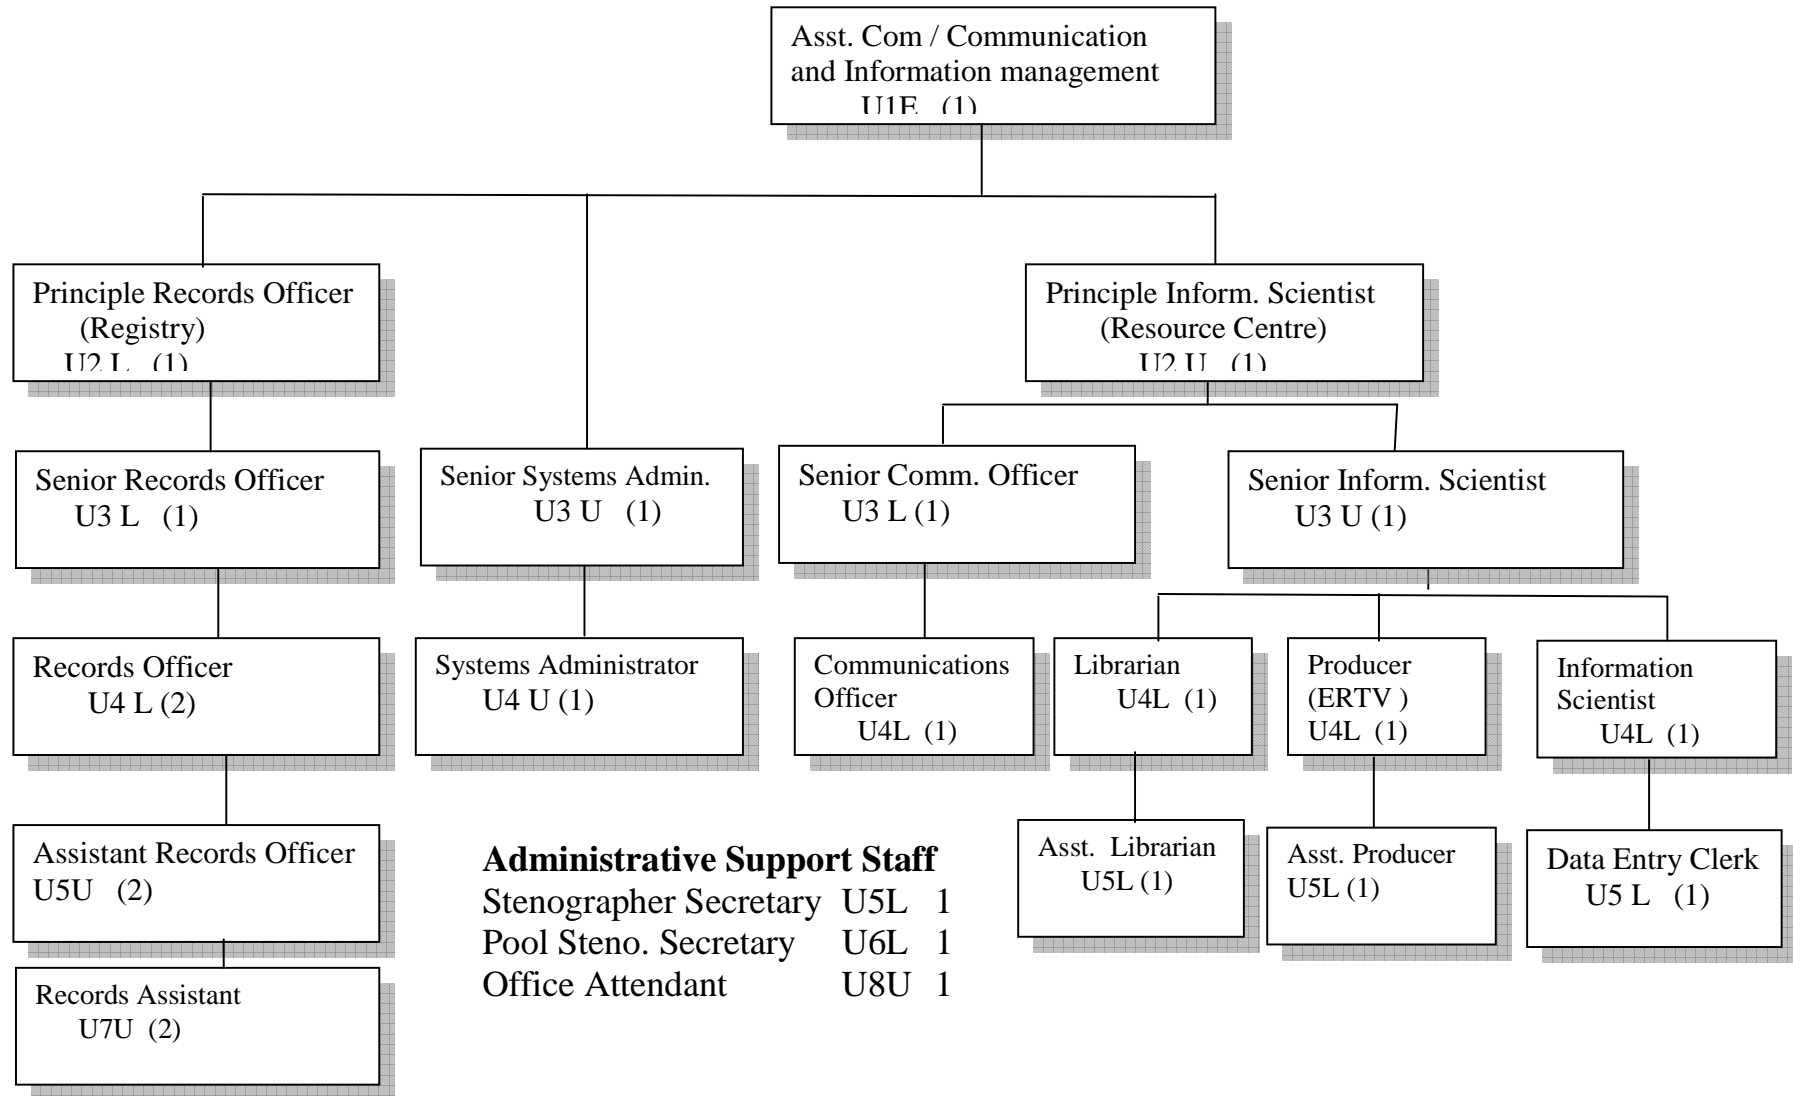 Asst. Com / Communication
and Information management
U1E (1)
Principle Records Officer
(Registry)
U2 L (1)
Principle Inform. Scientist
(Resource Centre)
U2 U (1)
Senior Records Officer
U3 L (1)
Senior Systems Admin.
U3 U (1)
Senior Comm. Officer
U3 L (1)
Senior Inform. Scientist
U3 U (1)
Records Officer
U4 L (2)
Systems Administrator
U4 U (1)
Communications
Officer
U4L (1)
Librarian
U4L (1)
Producer
(ERTV )
U4L (1)
Information
Scientist
U4L (1)
Assistant Records Officer
U5U (2)
Administrative Support Staff
Stenographer Secretary U5L 1
Pool Steno. Secretary U6L 1
Office Attendant U8U 1
Asst. Librarian
U5L (1)
Asst. Producer
U5L (1)
Data Entry Clerk
U5 L (1)
Records Assistant
U7U (2)